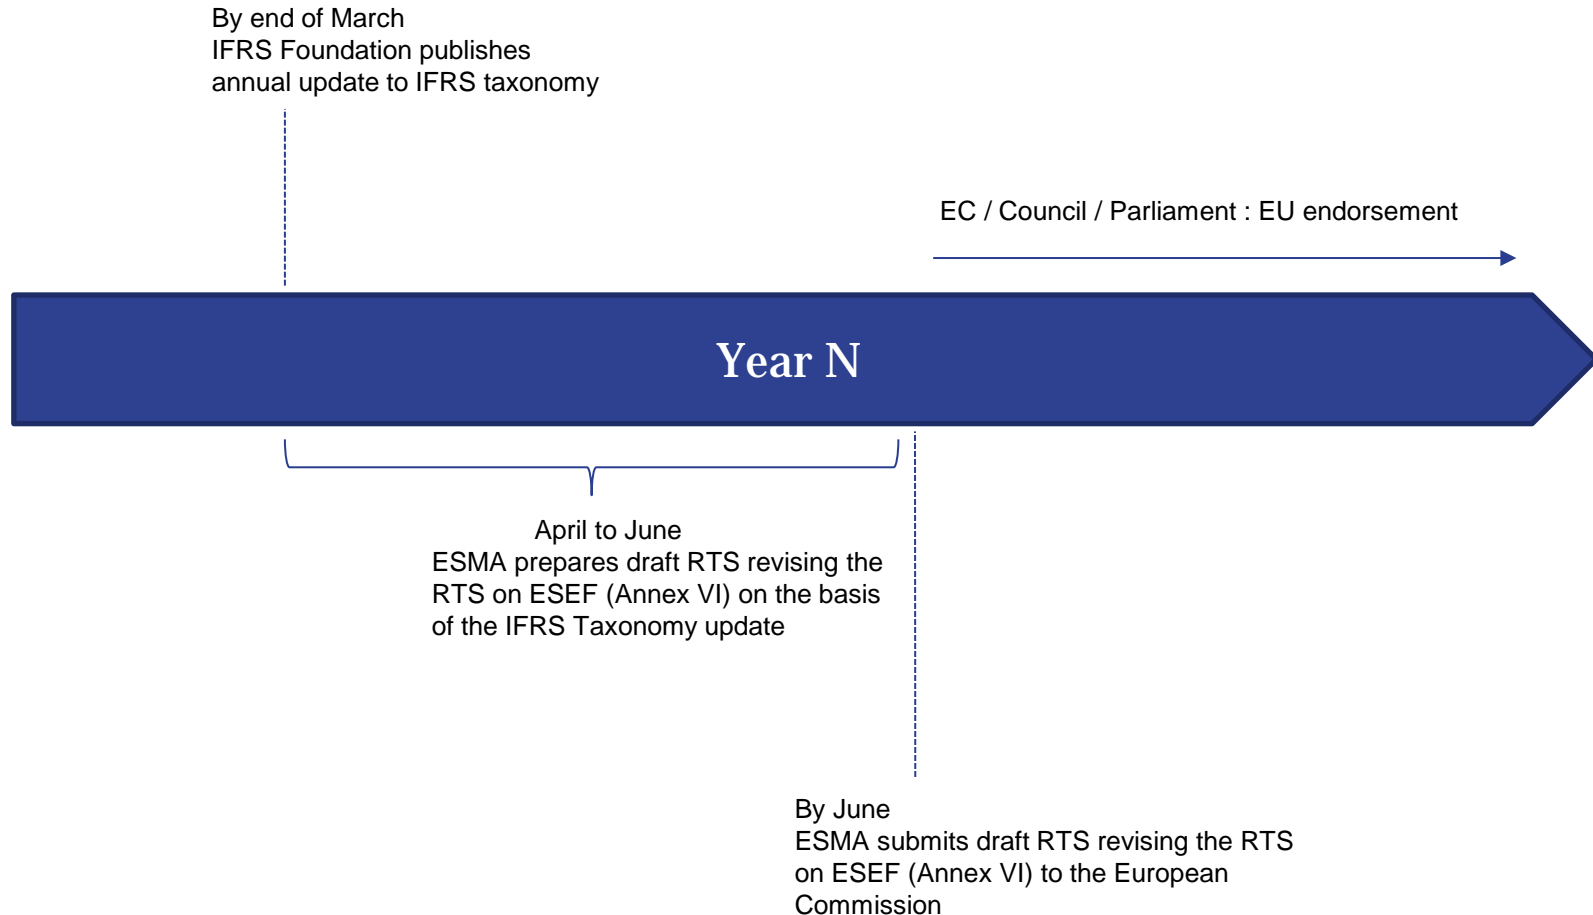 By end of March
IFRS Foundation publishes
annual update to IFRS taxonomy
EC / Council / Parliament : EU endorsement
Year N
April to June
ESMA prepares draft RTS revising the
RTS on ESEF (Annex VI) on the basis
of the IFRS Taxonomy update
By June
ESMA submits draft RTS revising the RTS
on ESEF (Annex VI) to the European
Commission